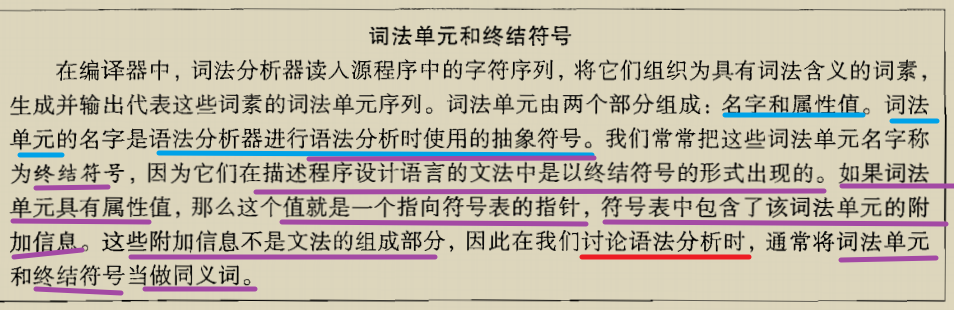 词法单元和终结符号
在编译器中，词法分析器读入源程序中的字符序列，将它们组织为具有词法含义的词素，
生成并输出代表这些词素的词法单元序列。词法单元由两个部分组成：名字和属性值。词法
单元的名字是语法分析器进行语法分析时使用的抽象符号。我们常常把这些词法单元名字称
为终结符号，因为它们在描述程序设计语言的文法中是以终结符号的形式出现的。如果词法
单元具有属性值，那么这个值就是一个指向符号表的指针，符号表中包含了该词法单元的附
加信息。这些附加信息不是文法的组成部分，因此在我们讨论语法分析时，通常将词法单元
和终结符号当做同义词。